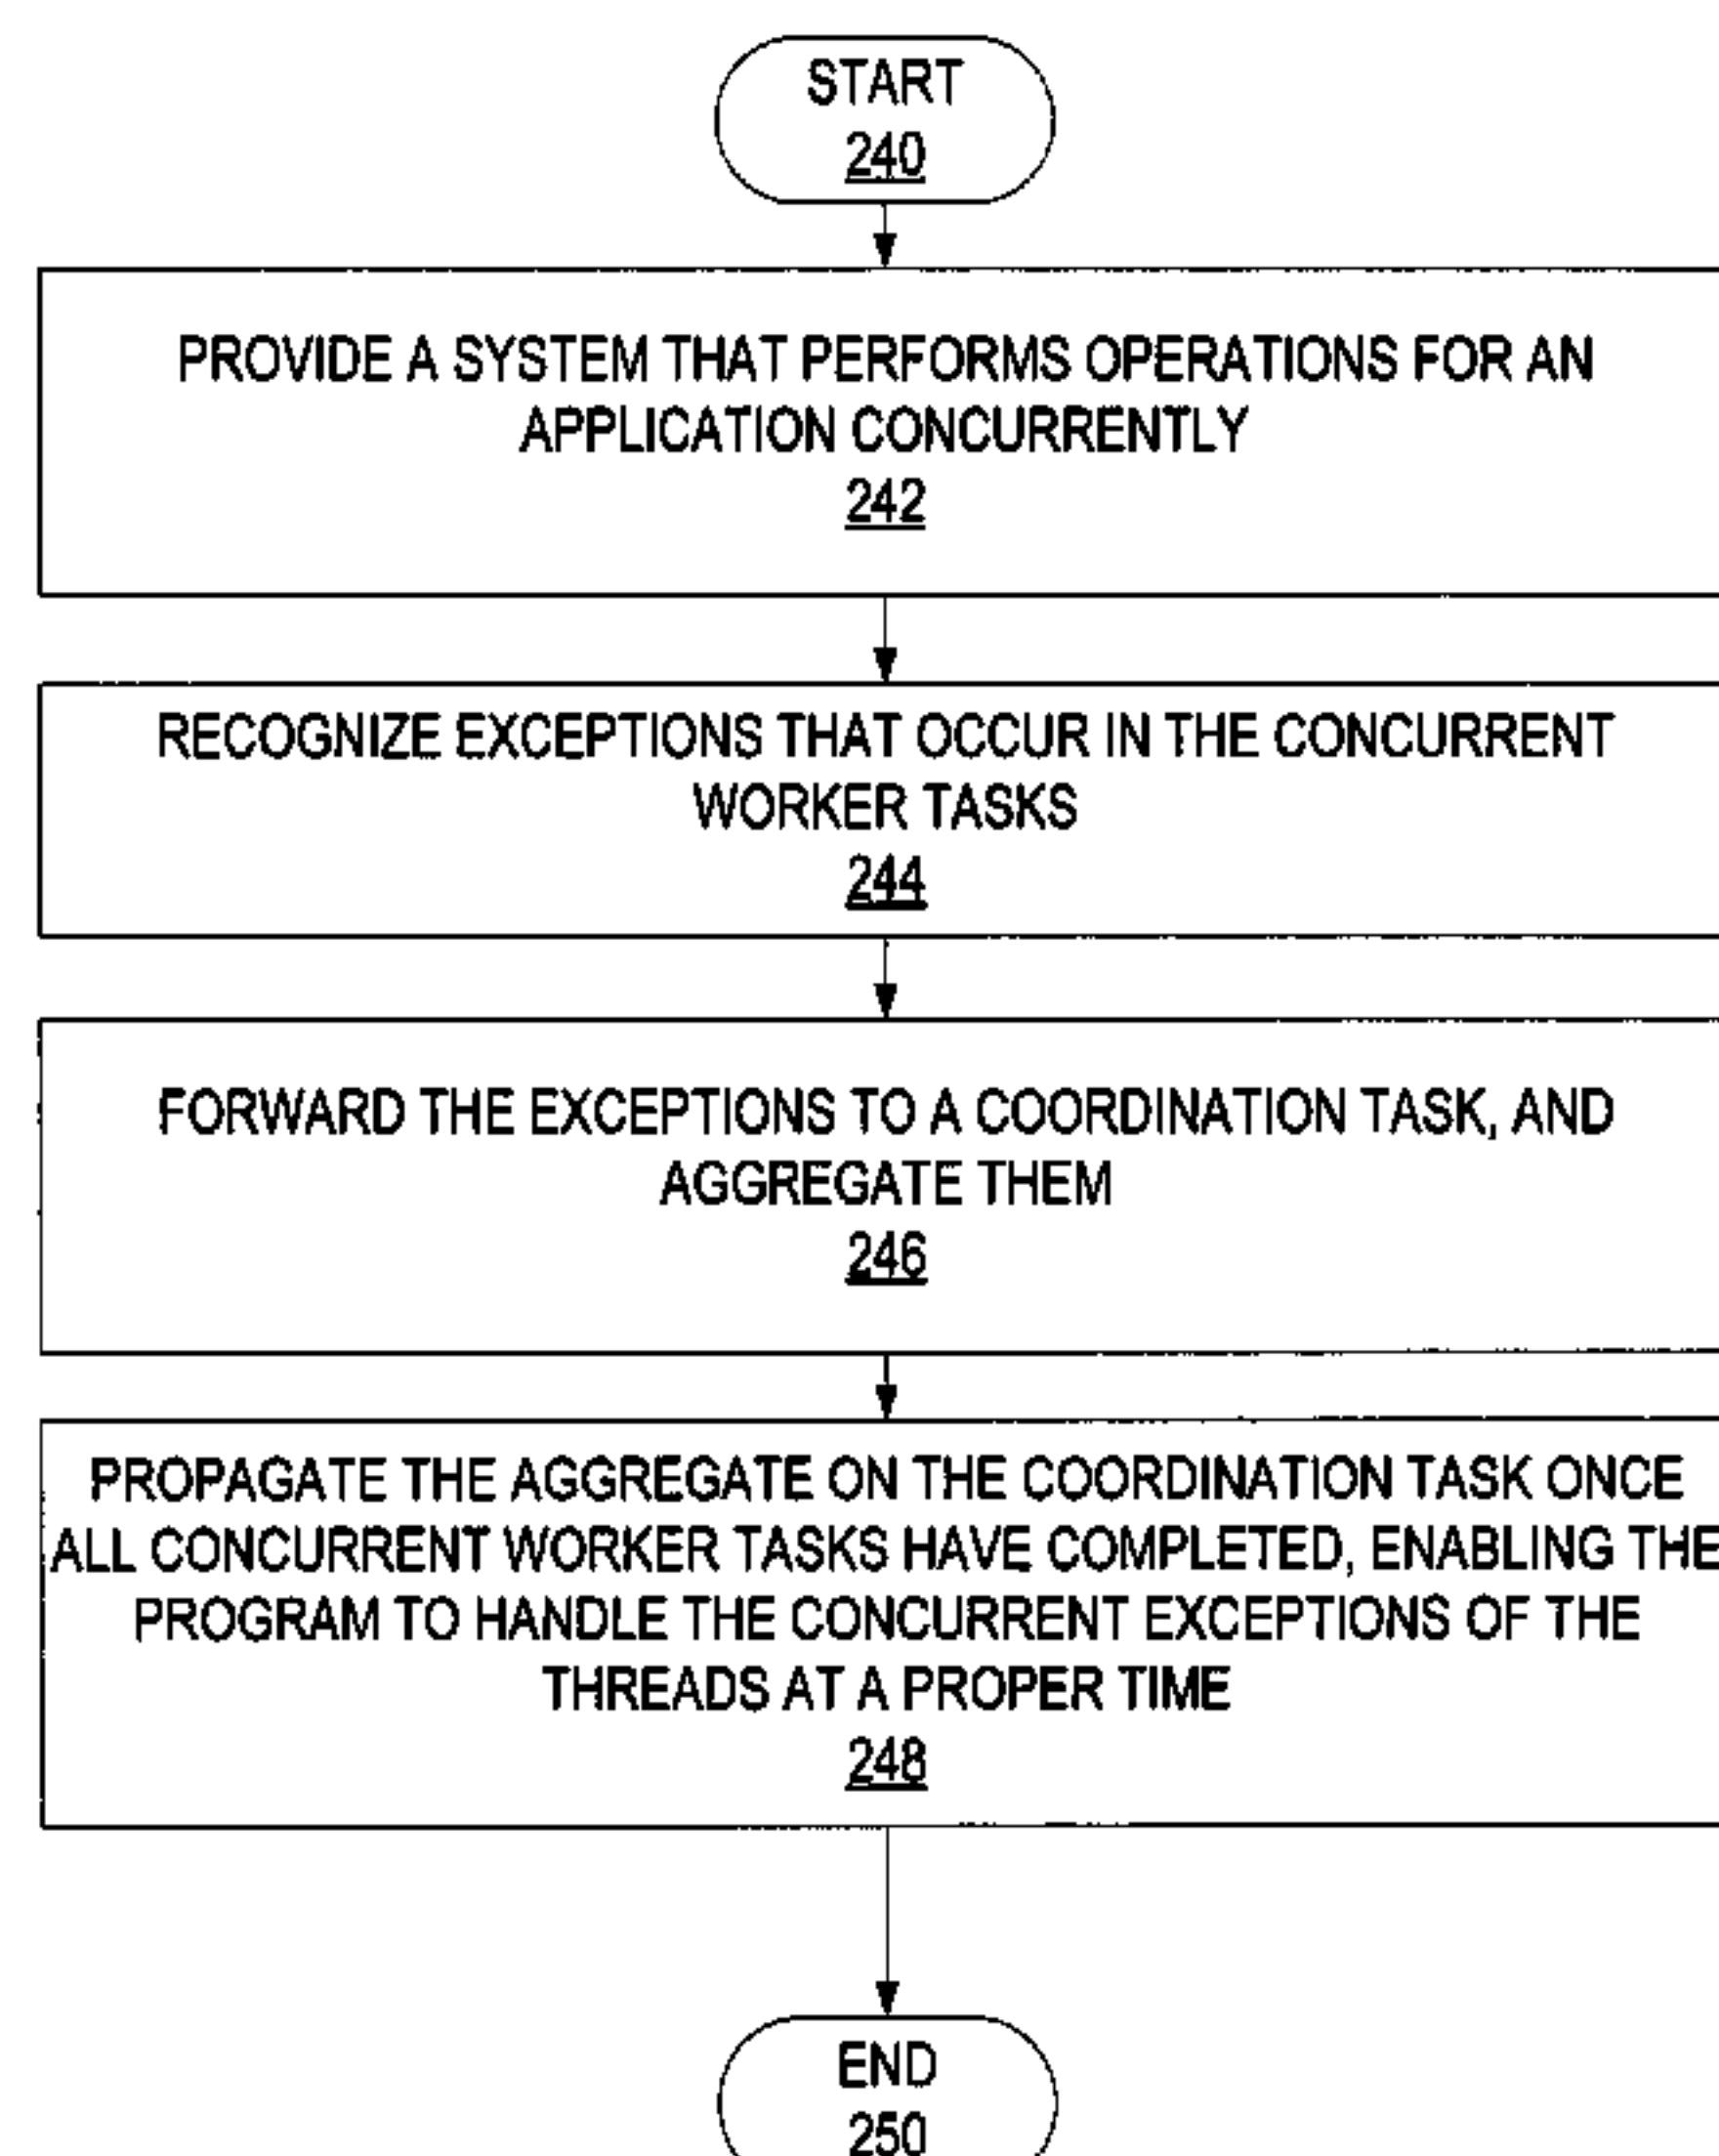 START
240
PROVIDE A SYSTEM THAT PERFORMS OPERATIONS FOR AN
APPLICATION CONCURRENTLY
242
RECOGNIZE EXCEPTIONS THAT OCCUR IN THE CONCURRENT
WORKER TASKS
244
FORWARD THE EXCEPTIONS TO A COORDINATION TASK, AND
AGGREGATE THEM
246
PROPAGATE THE AGGREGATE ON THE COORDINATION TASK ONCE
ALL CONCURRENT WORKER TASKS HAVE COMPLETED, ENABLING THE
PROGRAM TO HANDLE THE CONCURRENT EXCEPTIONS OF THE
THREADS AT A PROPER TIME
248
END
250